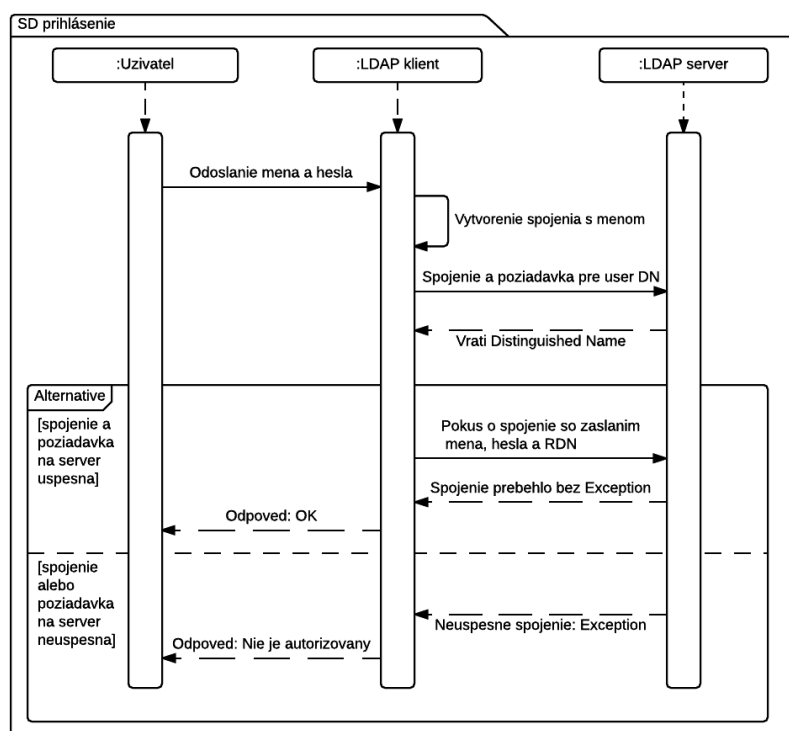 SD prihlásenie
:Uzivatel
:LDAP klient
:LDAP server
Odoslanie mena a hesla
Vytvorenie spojenia s menom
Spojenie a poziadavka pre user DN
Vrati Distinguished Name
Alternative
[spojenie a
poziadavka
na server
uspesna]
Pokus o spojenie so zaslanim
mena, hesla a RDN
Spojenie prebehlo bez Exception
Odpoved: OK
[spojenie
alebo
poziadavka
na server
neuspesna]
Neuspesne spojenie: Exception
Odpoved: Nie je autorizovany